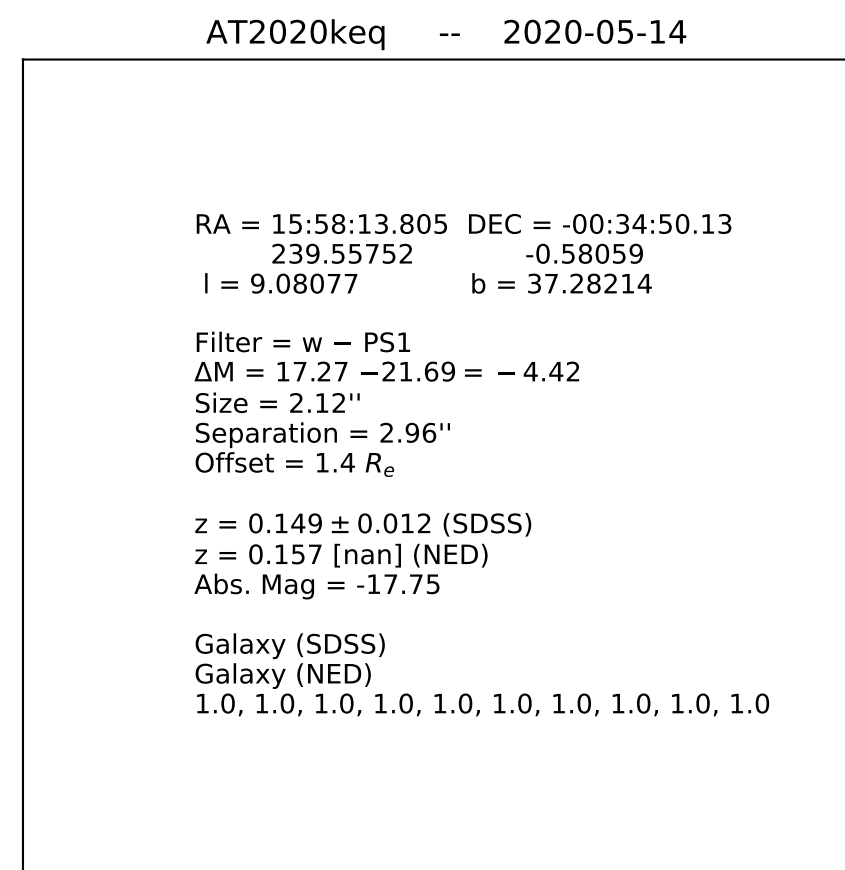 AT2020keq -- 2020-05-14
RA = 15:58:13.805 DEC = -00:34:50.13
239.55752 -0.58059
l = 9.08077 b = 37.28214
Filter = w − PS1
ΔM = 17.27 −21.69 = − 4.42
Size = 2.12''
Separation = 2.96''
Offset = 1.4 Rₑ
z = 0.149 ± 0.012 (SDSS)
z = 0.157 [nan] (NED)
Abs. Mag = -17.75
Galaxy (SDSS)
Galaxy (NED)
1.0, 1.0, 1.0, 1.0, 1.0, 1.0, 1.0, 1.0, 1.0, 1.0